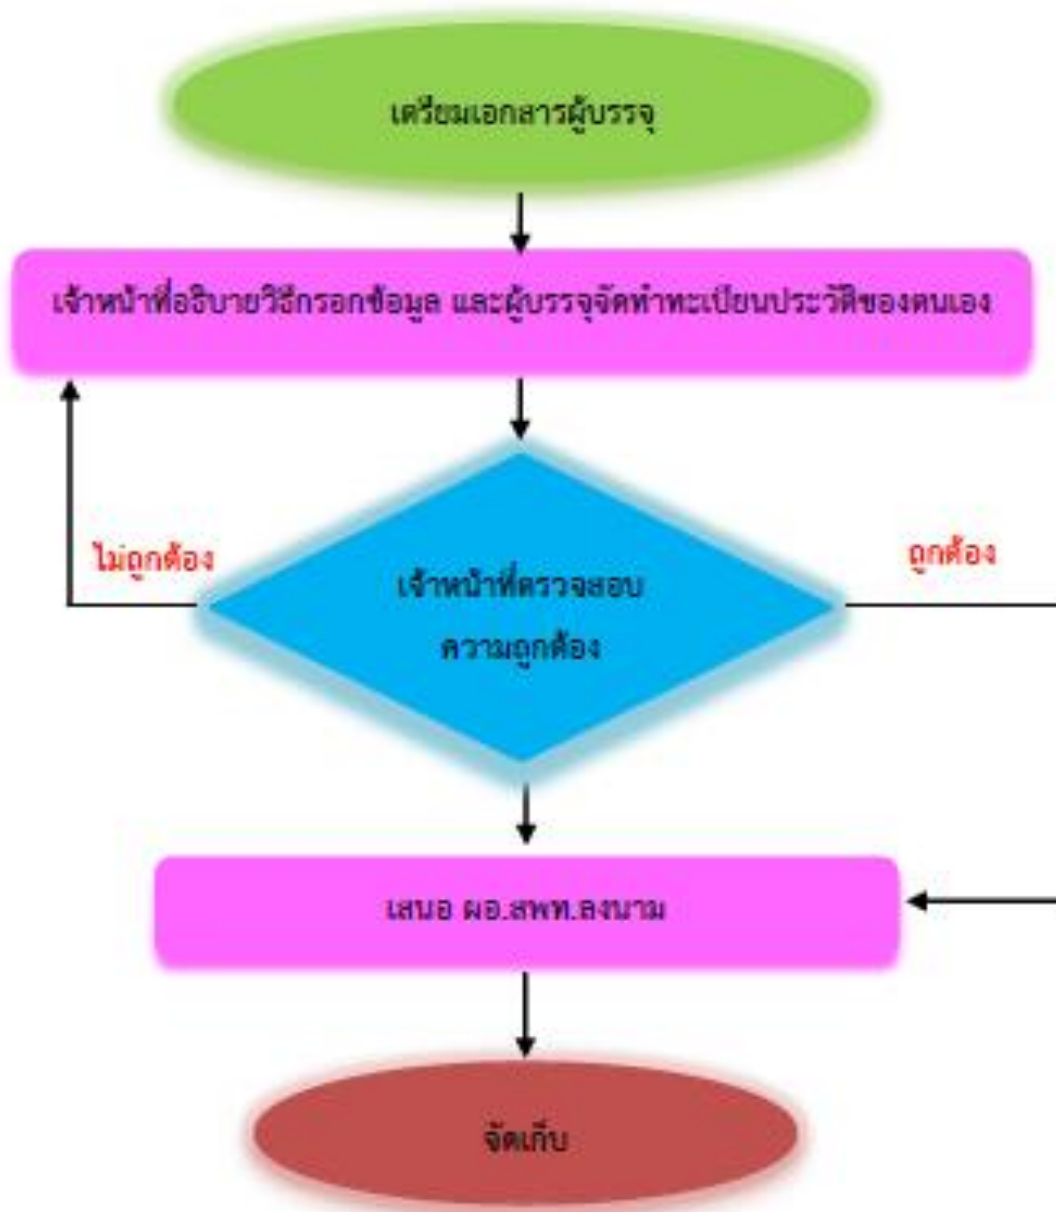 เตรียมเอกสารผู้บรรจุ
เจ้าหน้าที่อธิบายวิธีกรอกข้อมูล และผู้บรรจุจัดทำทะเบียนประวัติของตนเอง
ไม่ถูกต้อง
ถูกต้อง
เจ้าหน้าที่ตรวจสอบ
ความถูกต้อง
เสนอ ผอ.สพท.ลงนาม
จัดเก็บ